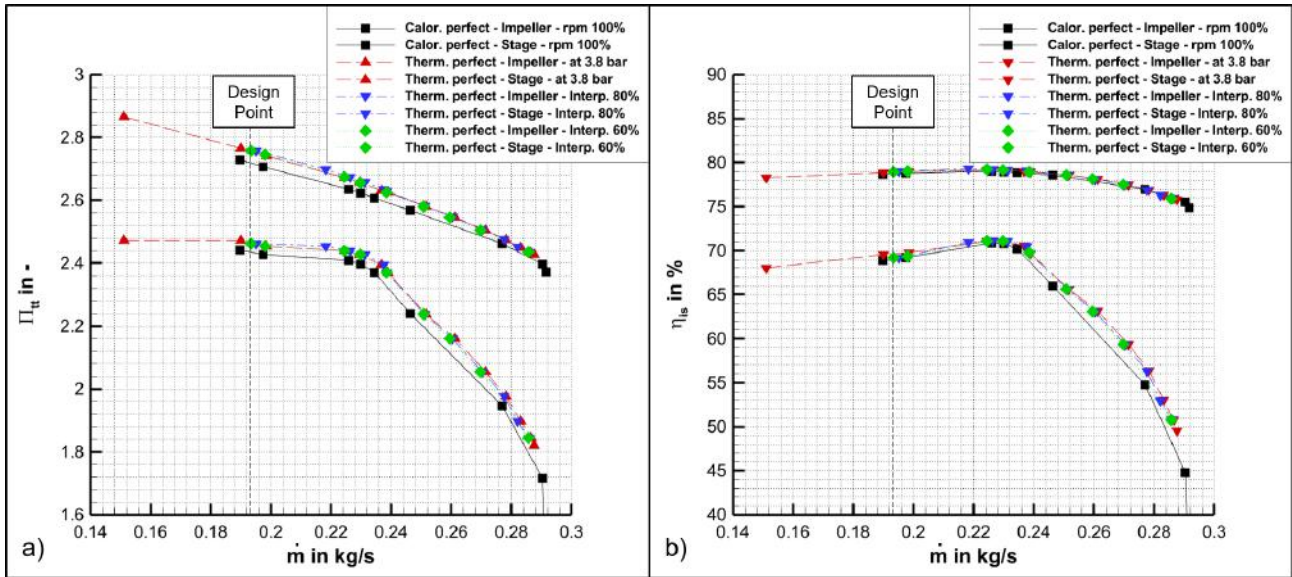 Calor. perfect - Impeller - rpm 100%
Calor. perfect - Stage - rpm 100%
Therm. perfect - Impeller - at 3.8 bar
Therm. perfect - Stage - at 3.8 bar
Therm. perfect - Impeller - Interp. 80%
Therm. perfect - Stage - Interp. 80%
Therm. perfect - Impeller - Interp. 60%
Therm. perfect - Stage - Interp. 60%
Design
Point
3
2.8
2.6
2.4
2.2
2
1.8
1.6
Πtt in -
0.14 0.16 0.18 0.2 0.22 0.24 0.26 0.28 0.3
ṁ in kg/s
a)
Calor. perfect - Impeller - rpm 100%
Calor. perfect - Stage - rpm 100%
Therm. perfect - Impeller - at 3.8 bar
Therm. perfect - Stage - at 3.8 bar
Therm. perfect - Impeller - Interp. 80%
Therm. perfect - Stage - Interp. 80%
Therm. perfect - Impeller - Interp. 60%
Therm. perfect - Stage - Interp. 60%
Design
Point
90
85
80
75
70
65
60
55
50
45
40
ηis in %
0.14 0.16 0.18 0.2 0.22 0.24 0.26 0.28 0.3
ṁ in kg/s
b)